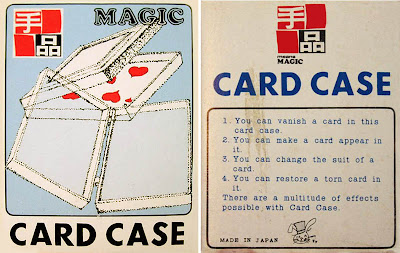 手品
MAGIC
CARD CASE
手品
MAGIC
CARD CASE
1. You can vanish a card in this
card case.
2. You can make a card appear in
it.
3. You can change the suit of a
card.
4. You can restore a torn card in
it.
There are a multitude of effects
possible with Card Case.
MADE IN JAPAN